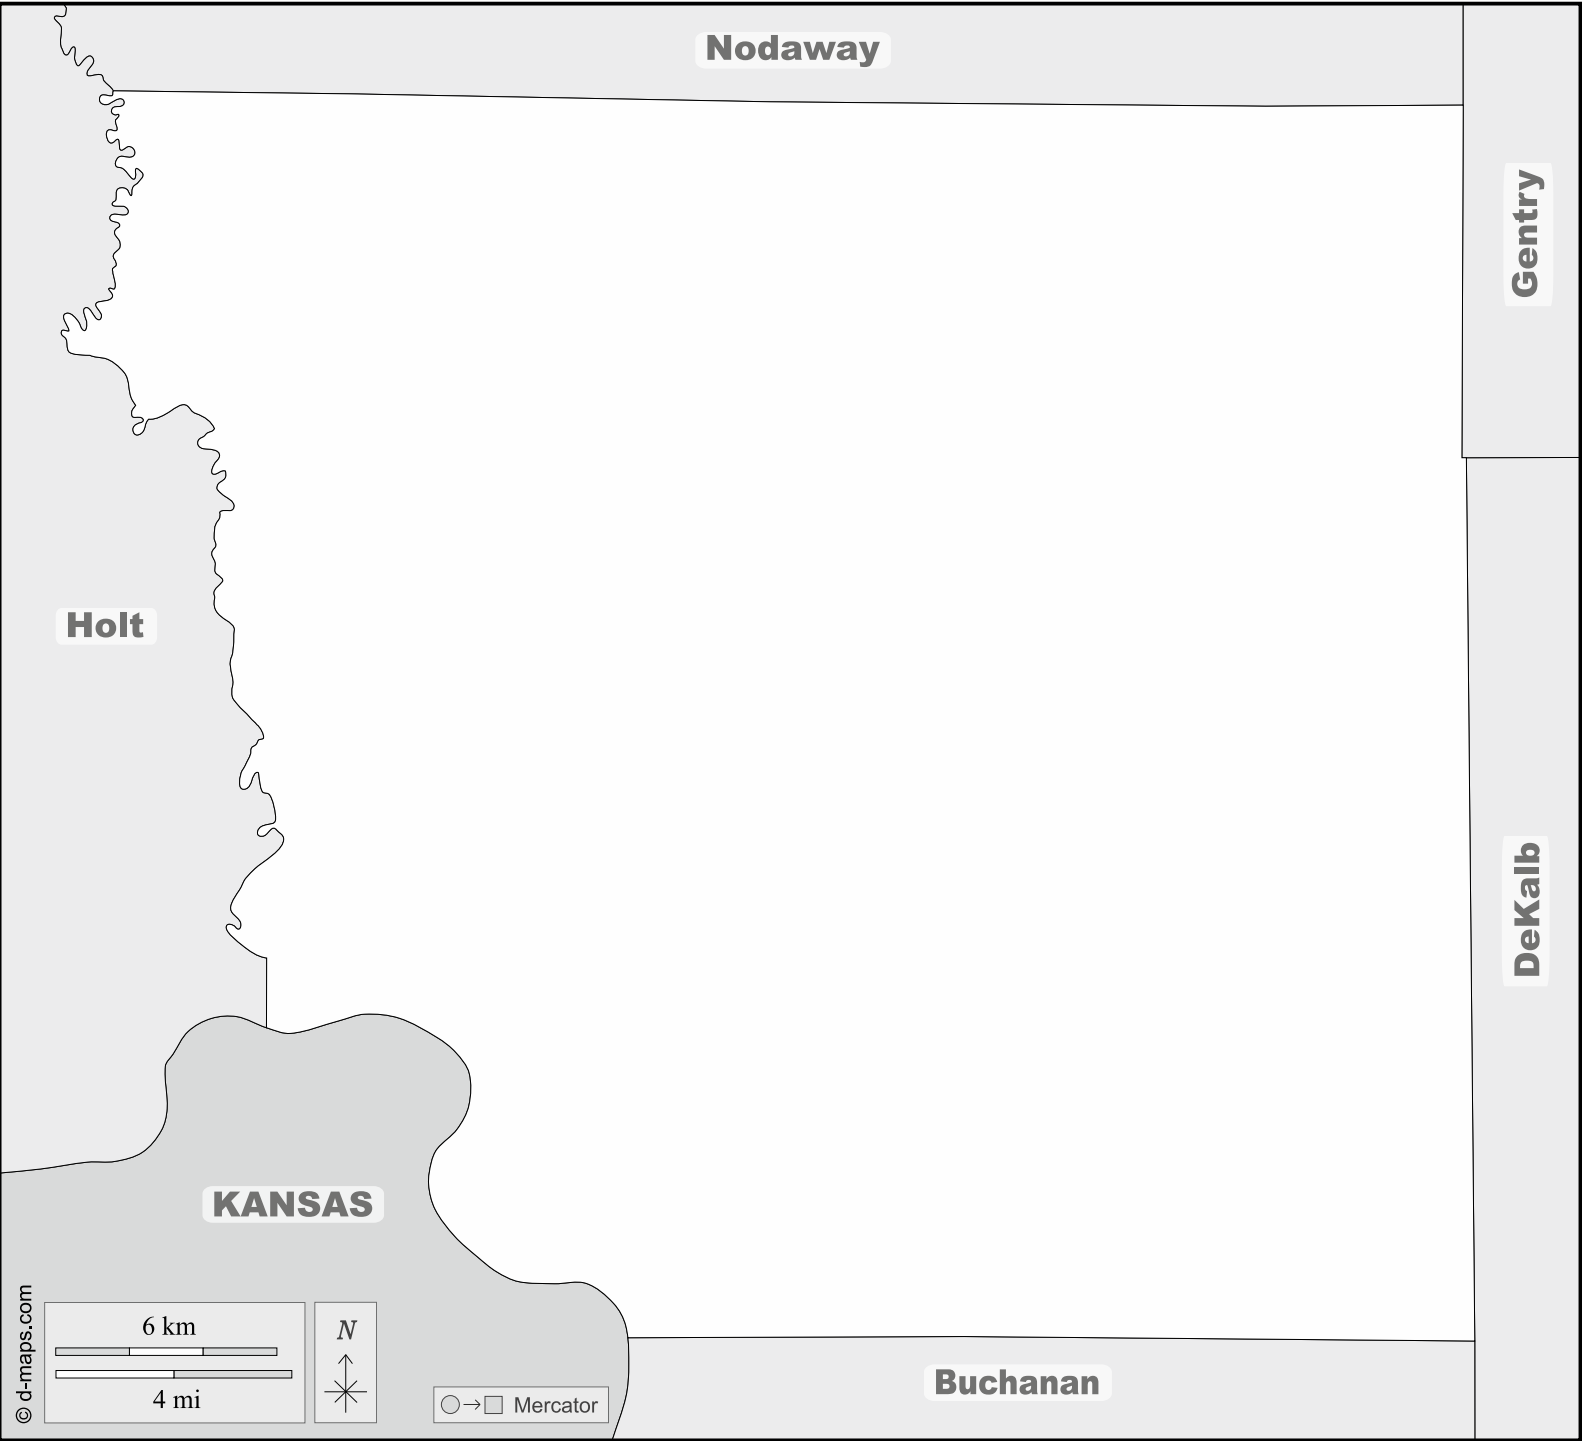 Nodaway
Gentry
Holt
DeKalb
KANSAS
© d-maps.com
6 km
4 mi
N
Mercator
Buchanan